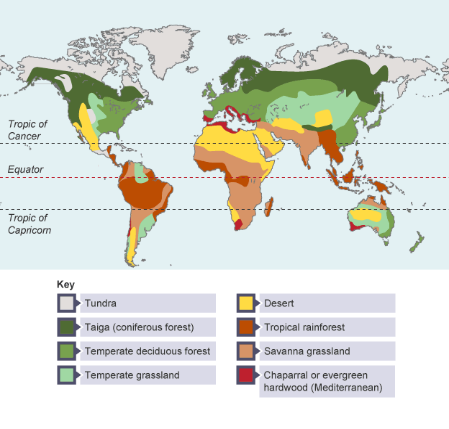 Tropic of
Cancer
Equator
Tropic of
Capricorn
Key
Tundra
Taiga (coniferous forest)
Temperate deciduous forest
Temperate grassland
Desert
Tropical rainforest
Savanna grassland
Chaparral or evergreen
hardwood (Mediterranean)